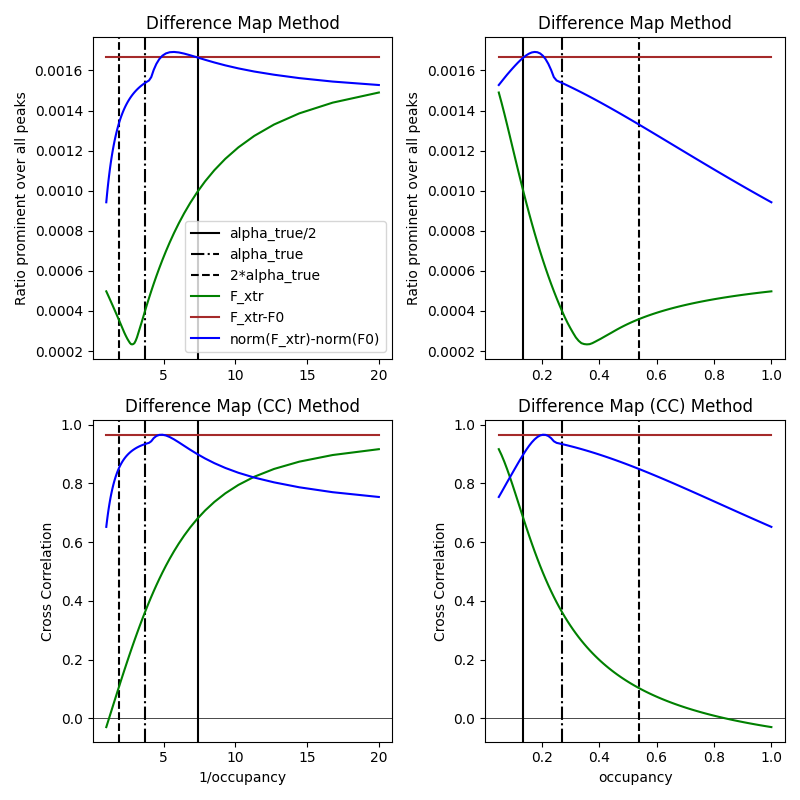 Difference Map Method
Ratio prominent over all peaks
0.0016
0.0014
0.0012
0.0010
0.0008
0.0006
0.0004
0.0002
5
10
15
20
alpha_true/2
alpha_true
2*alpha_true
F_xtr
F_xtr-F0
norm(F_xtr)-norm(F0)
Difference Map Method
Ratio prominent over all peaks
0.0016
0.0014
0.0012
0.0010
0.0008
0.0006
0.0004
0.0002
0.2
0.4
0.6
0.8
1.0
Difference Map (CC) Method
Cross Correlation
1.0
0.8
0.6
0.4
0.2
0.0
5
10
15
20
1/occupancy
Difference Map (CC) Method
Cross Correlation
1.0
0.8
0.6
0.4
0.2
0.0
0.2
0.4
0.6
0.8
1.0
occupancy